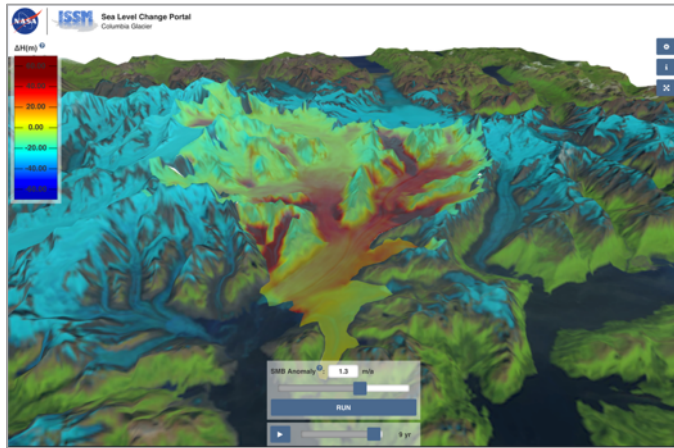 NASA
ISSM
Sea Level Change Portal
Columbia Glacier
ΔH(m) ?
20.00
0.00
-20.00
-40.00
SMB Anomaly ?: 1.3 m/a
RUN
9 yr